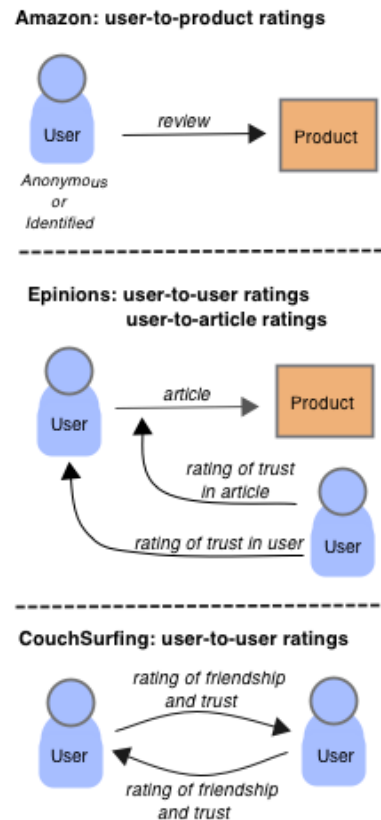 Amazon: user-to-product ratings
User
review
Product
Anonymous
or
Identified
Epinions: user-to-user ratings
user-to-article ratings
User
article
Product
rating of trust
in article
rating of trust in user
User
CouchSurfing: user-to-user ratings
rating of friendship
and trust
User
User
rating of friendship
and trust